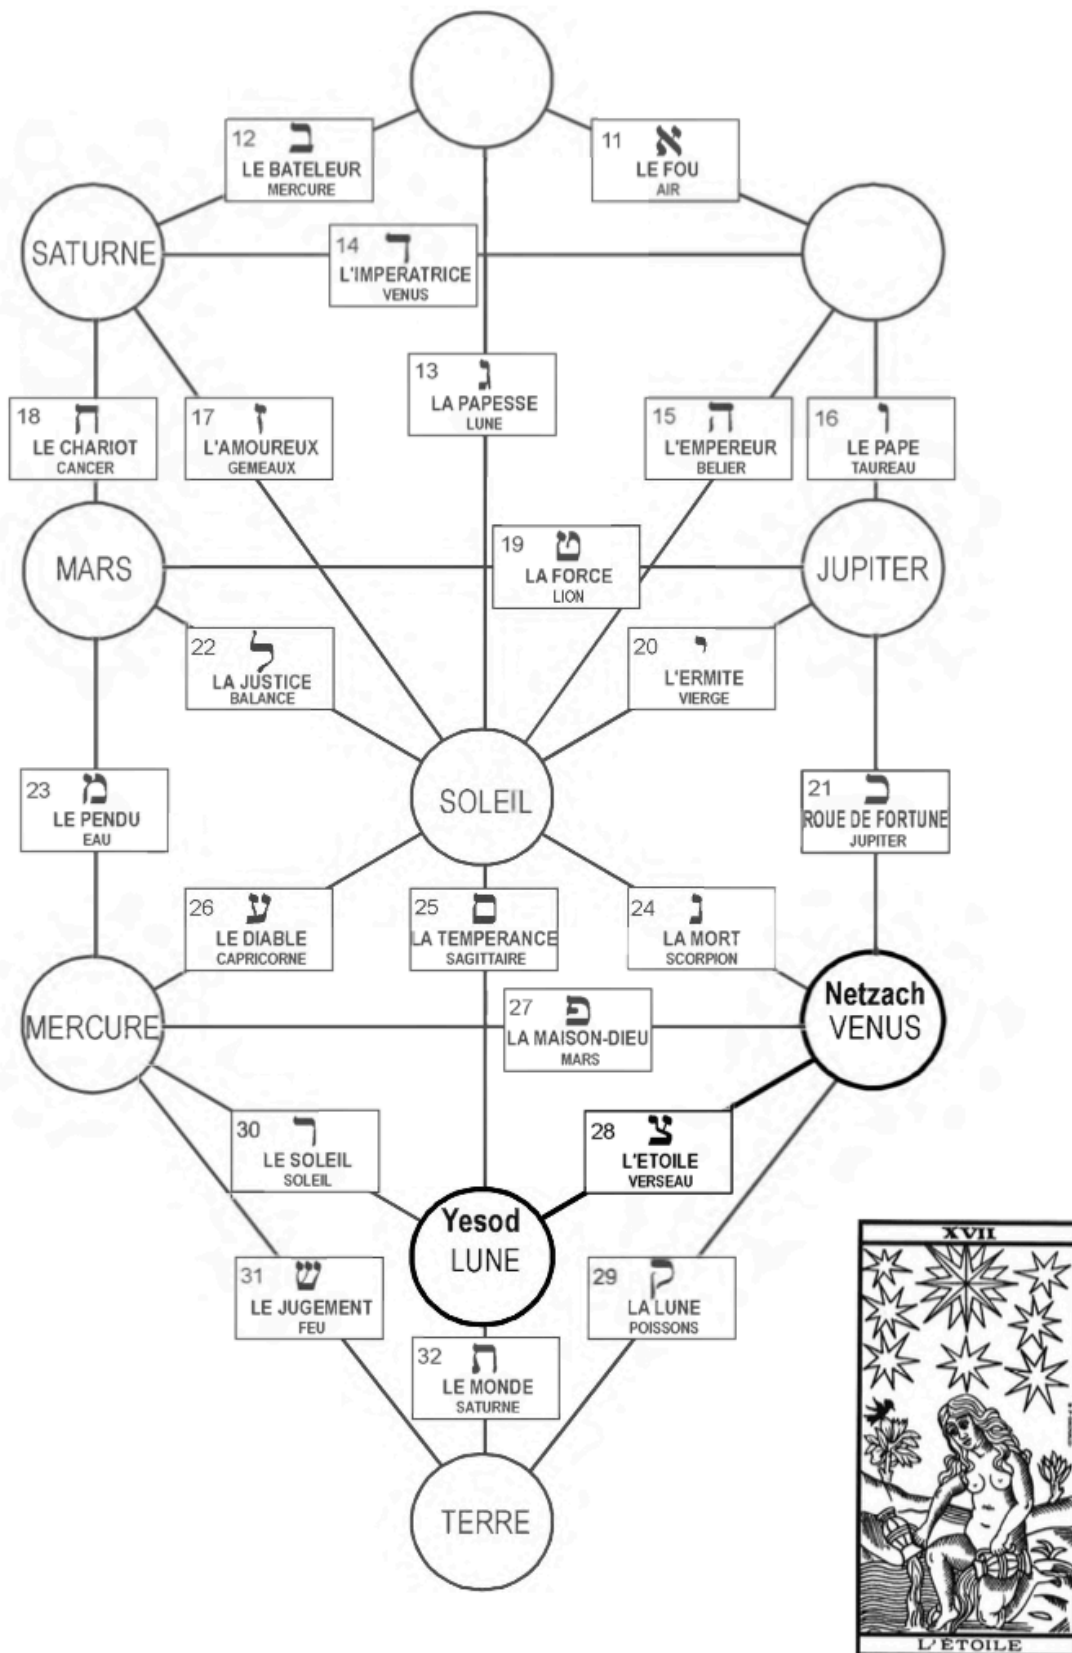 12 ב
LE BATELEUR
MERCURE
11 א
LE FOU
AIR
SATURNE
14 ד
L'IMPERATRICE
VENUS
13 ג
LA PAPESSE
LUNE
18 ח
LE CHARIOT
CANCER
17 ז
L'AMOUREUX
GEMEAUX
15 ה
L'EMPEREUR
BELIER
16 ו
LE PAPE
TAUREAU
MARS
19 ט
LA FORCE
LION
JUPITER
22 ל
LA JUSTICE
BALANCE
20 י
L'ERMITE
VIERGE
23 מ
LE PENDU
EAU
SOLEIL
21 כ
ROUE DE FORTUNE
JUPITER
26 ע
LE DIABLE
CAPRICORNE
25 ם
LA TEMPERANCE
SAGITTAIRE
24 נ
LA MORT
SCORPION
MERCURE
27 פ
LA MAISON-DIEU
MARS
Netzach
VENUS
30 ר
LE SOLEIL
SOLEIL
28 צ
L'ETOILE
VERSEAU
Yesod
LUNE
31 ש
LE JUGEMENT
FEU
29 ק
LA LUNE
POISSONS
32 ת
LE MONDE
SATURNE
TERRE
XVII
L'ÉTOILE